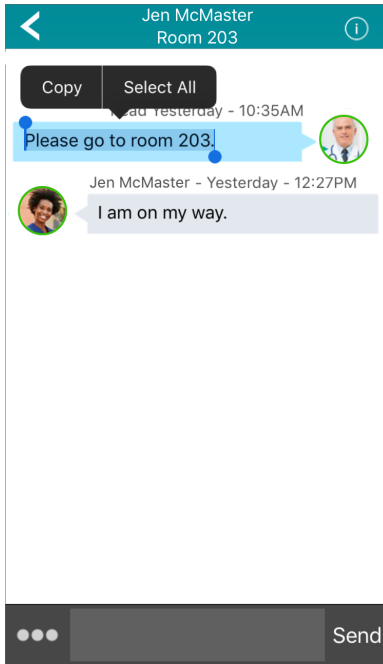 Jen McMaster
Room 203
Copy Select All
Read Yesterday - 10:35AM
Please go to room 203.
Jen McMaster - Yesterday - 12:27PM
I am on my way.
Send